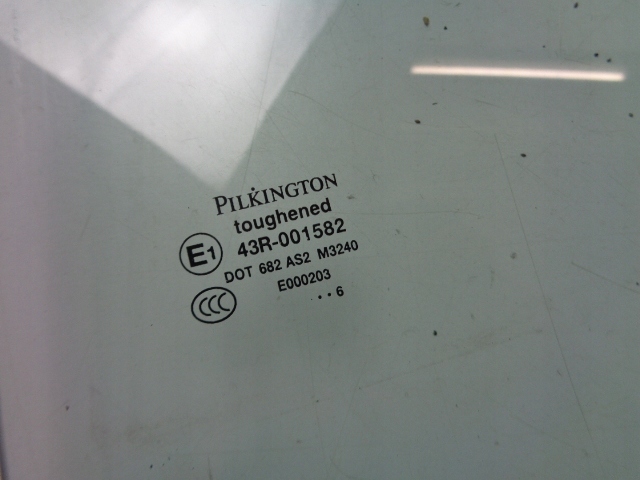 PILKINGTON
toughened
E1 43R-001582
DOT 682 AS2 M3240
CCC E000203
..6